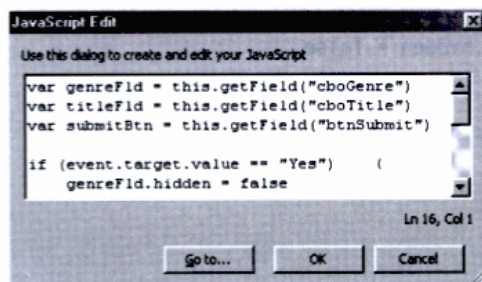 JavaScript Edit
Use this dialog to create and edit your JavaScript
var genreFld = this.getField("cboGenre")
var titleFld = this.getField("cboTitle")
var submitBtn = this.getField("btnSubmit")
if (event.target.value == "Yes") (
genreFld.hidden = false
Ln 16, Col 1
Go to...
OK
Cancel